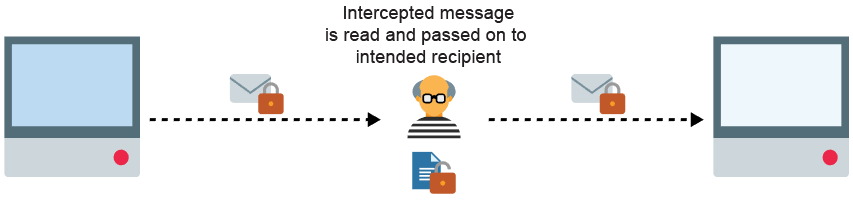 Intercepted message
is read and passed on to
intended recipient